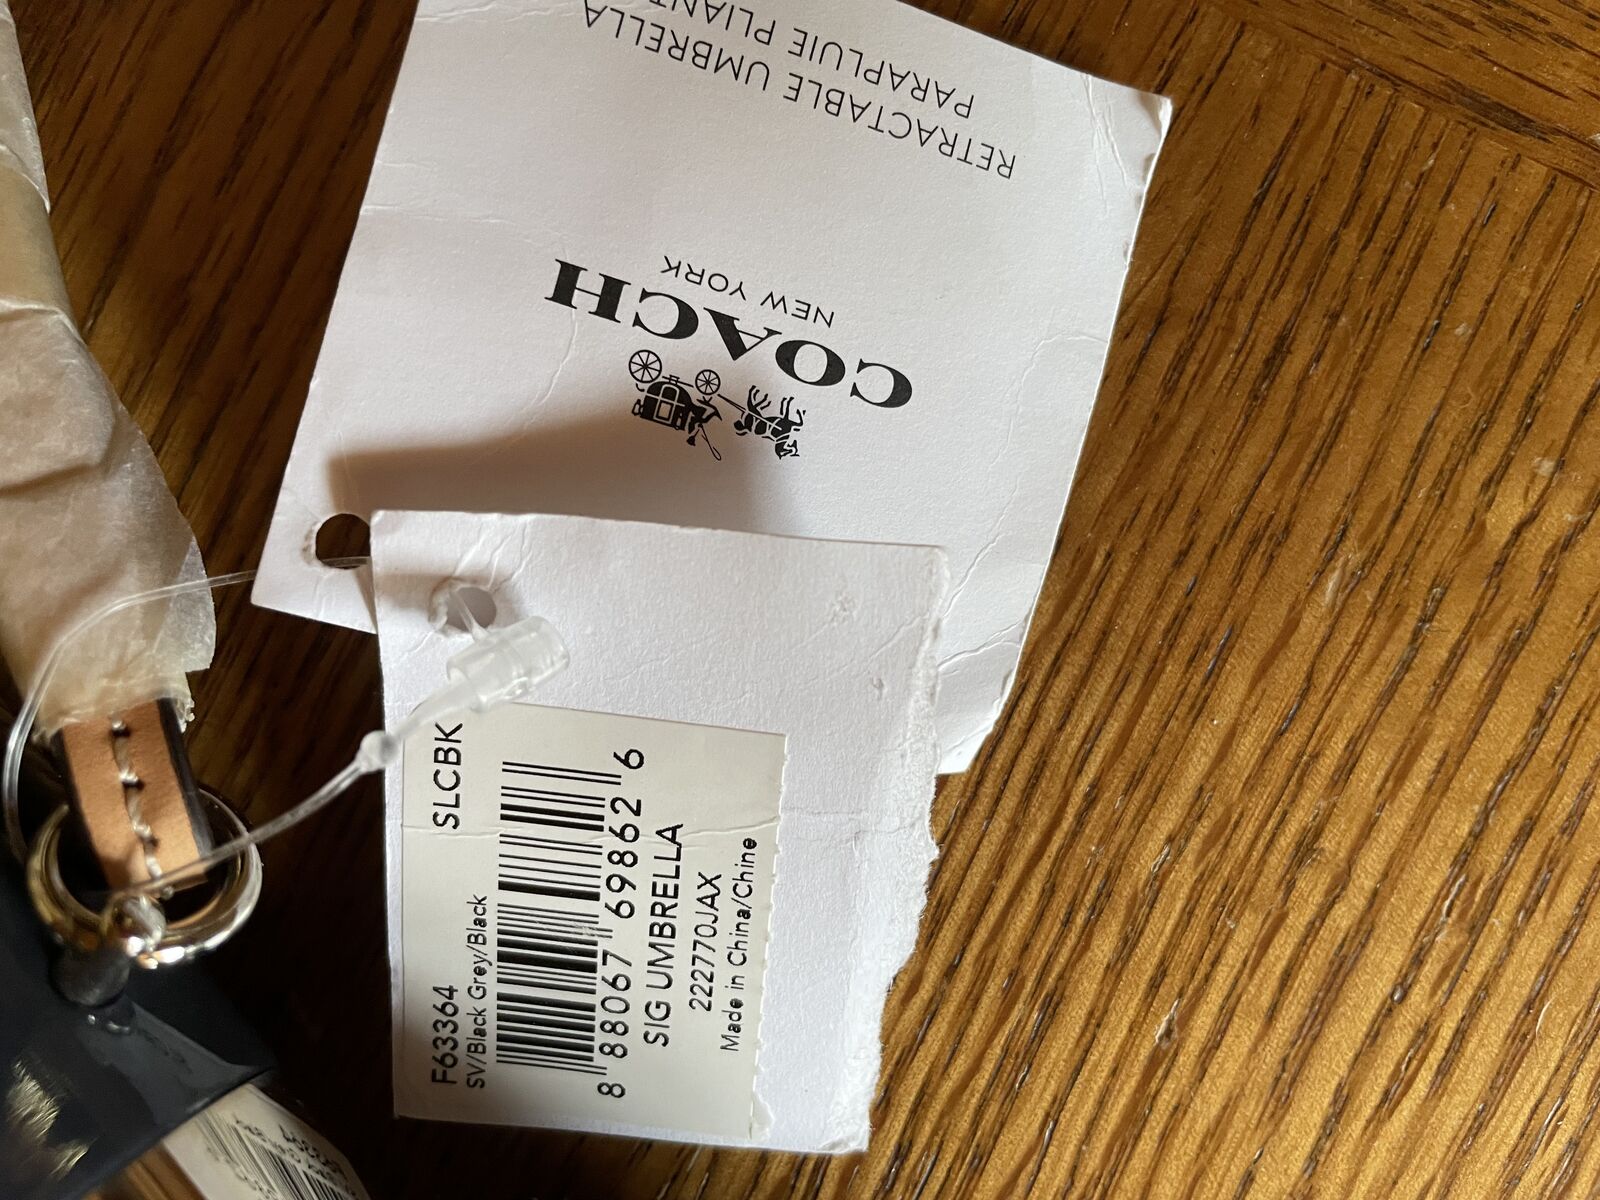 COACH
NEW YORK
RETRACTABLE UMBRELLA
PARAPLUIE PLIANT
F63364 SLCBK
SV/Black Grey/Black
8 88067 69862 6
SIG UMBRELLA
222770JAX
Made in China/Chine